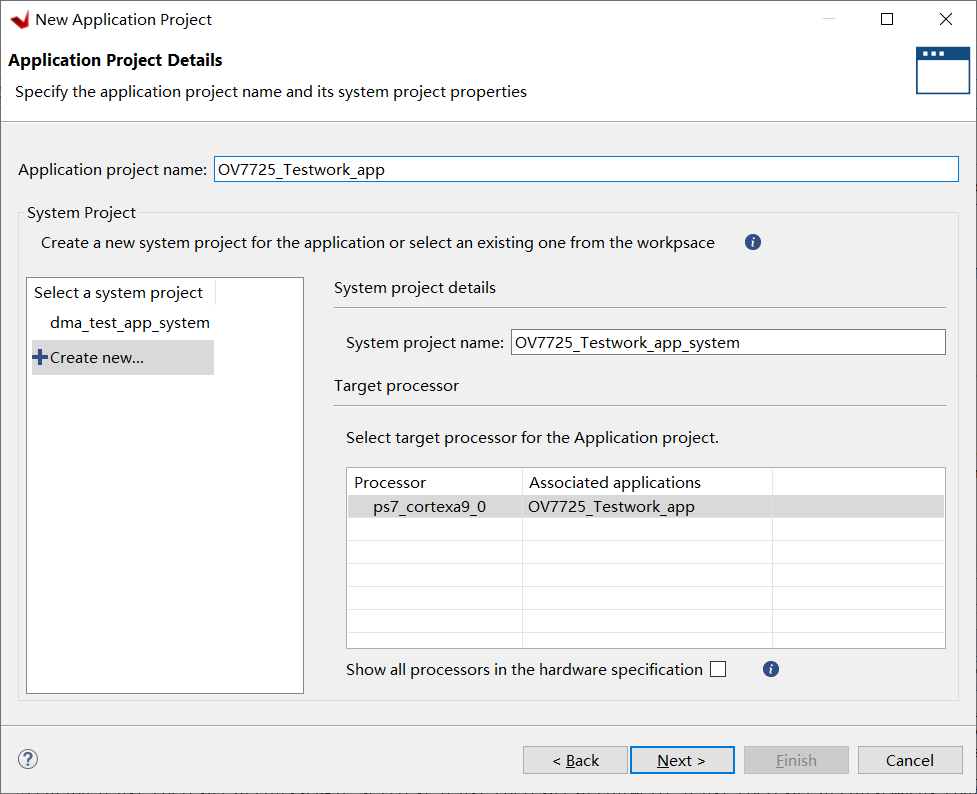 New Application Project
Application Project Details
Specify the application project name and its system project properties
Application project name: OV7725_Testwork_app
System Project
Create a new system project for the application or select an existing one from the workpsace
Select a system project
dma_test_app_system
Create new...
System project details
System project name: OV7725_Testwork_app_system
Target processor
Select target processor for the Application project.
Processor Associated applications
ps7_cortexa9_0 OV7725_Testwork_app
Show all processors in the hardware specification
< Back Next > Finish Cancel